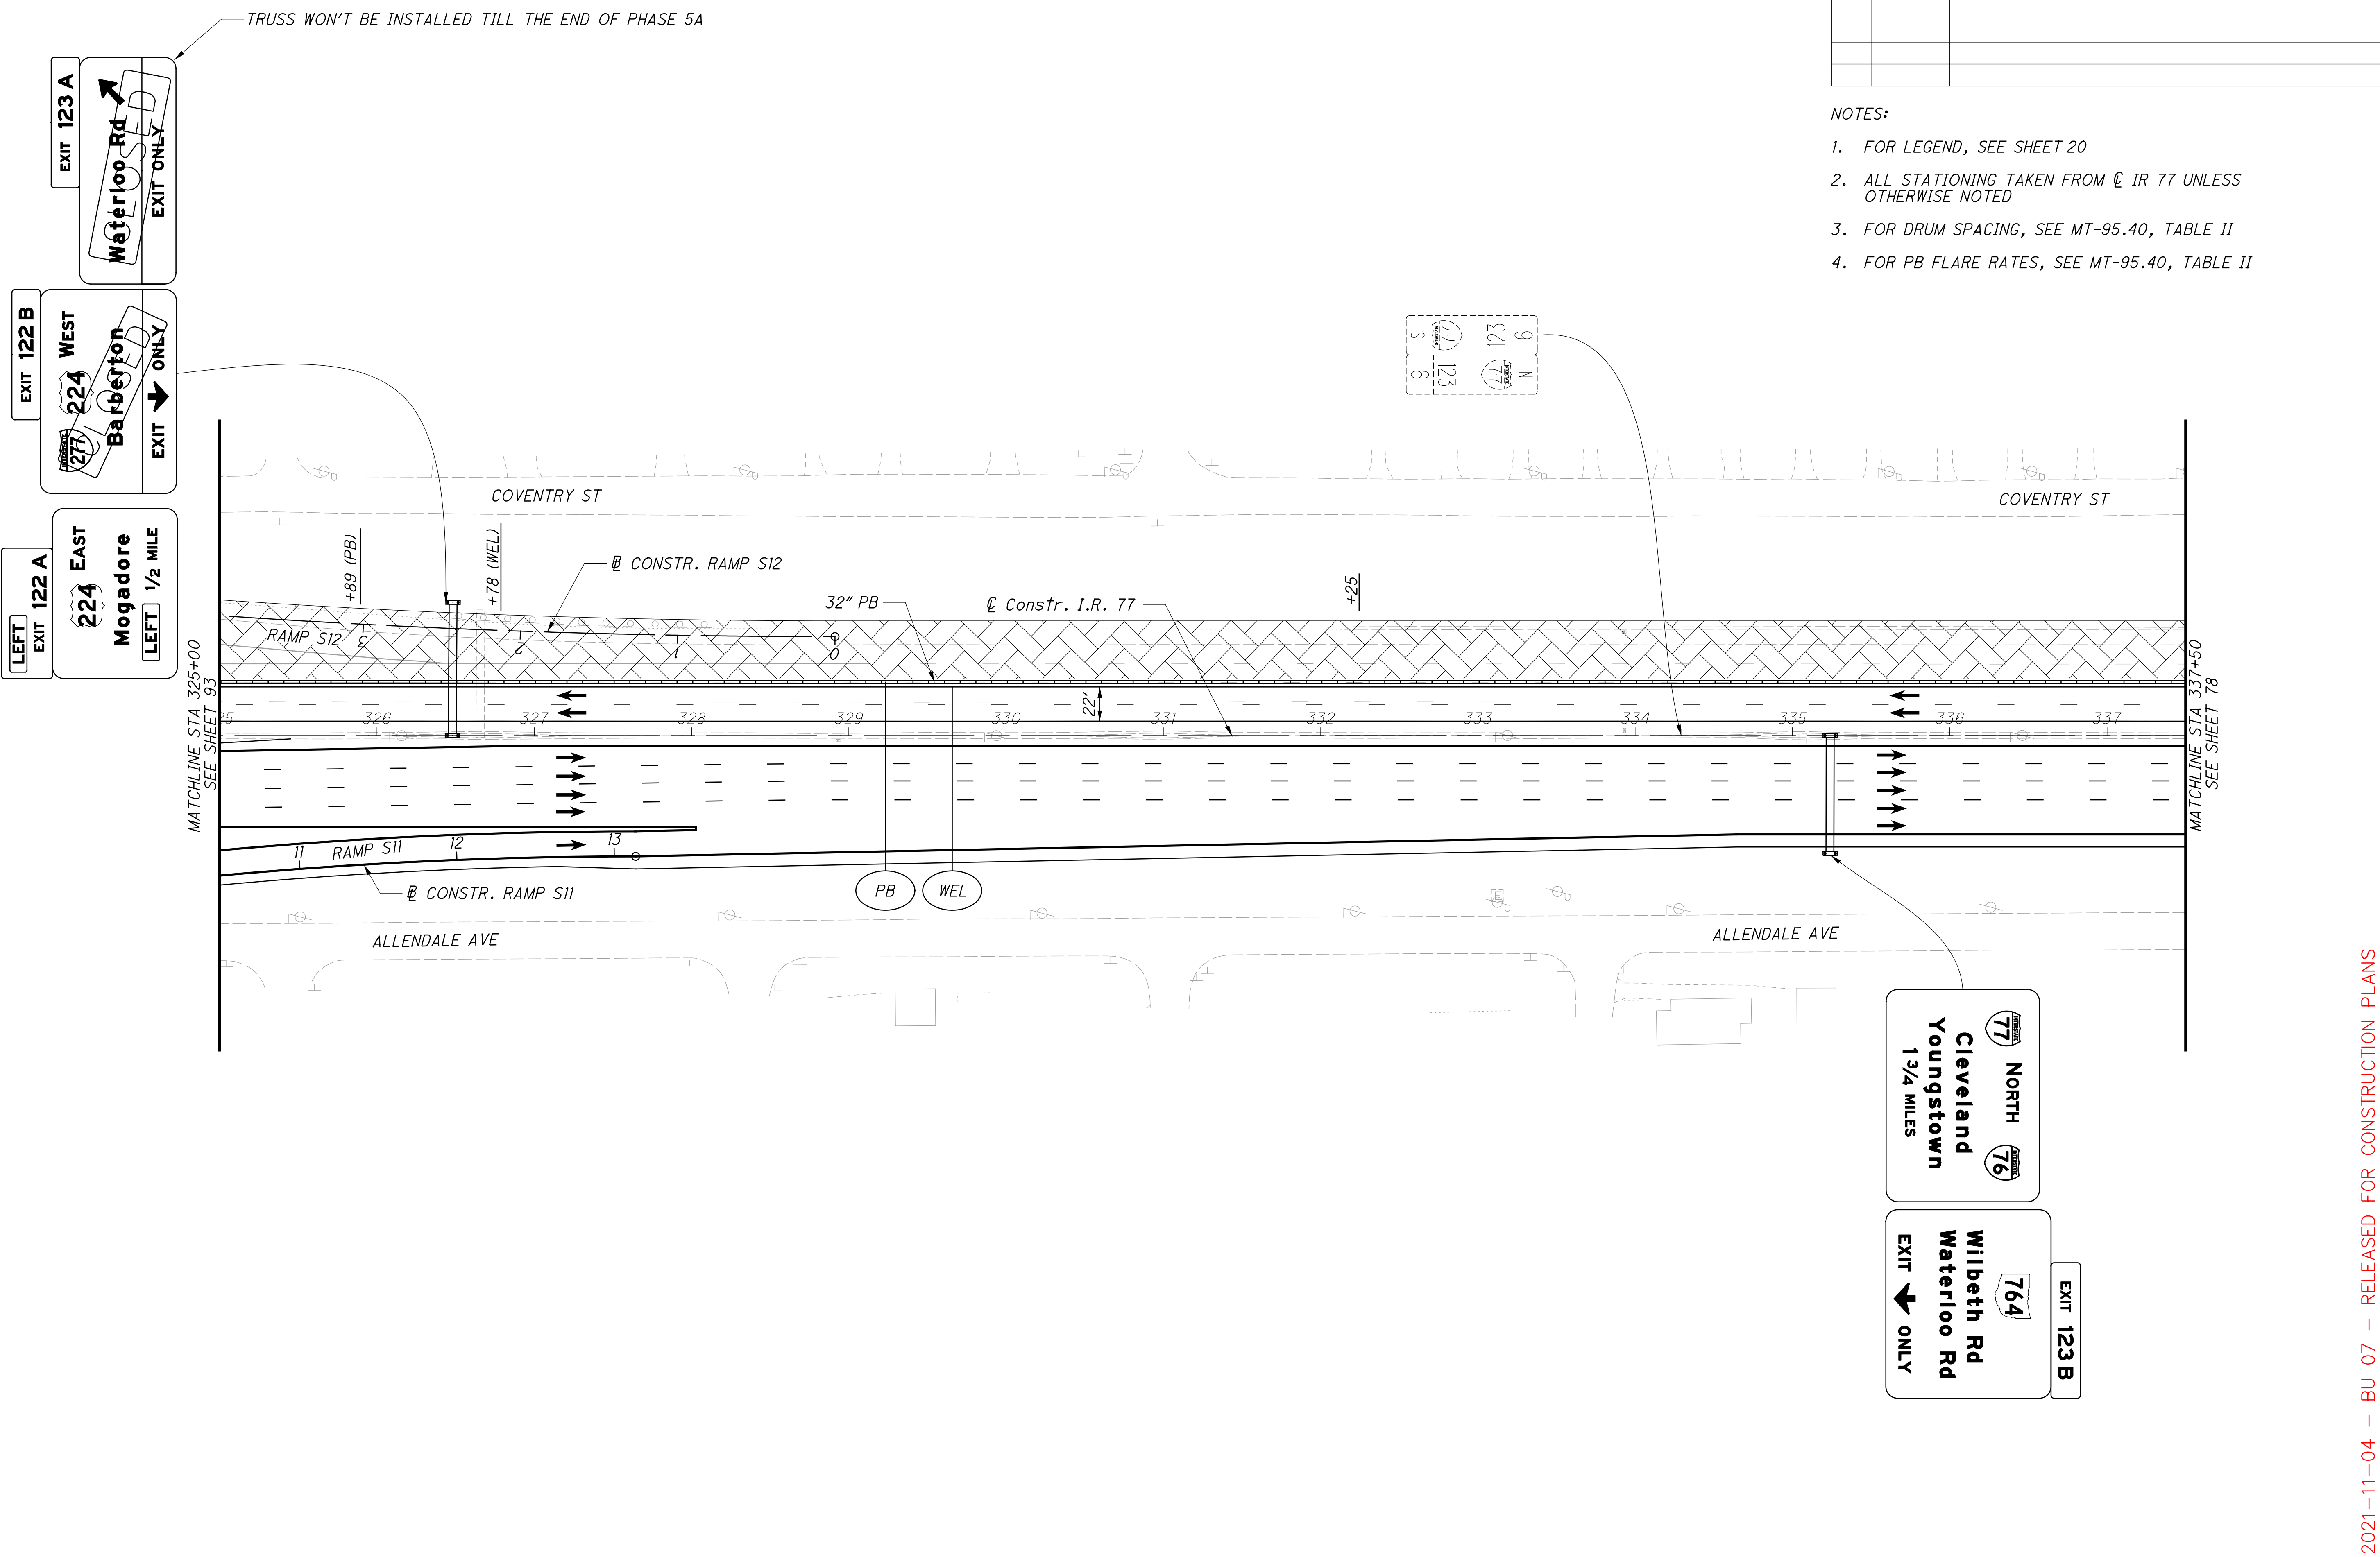 TRUSS WON'T BE INSTALLED TILL THE END OF PHASE 5A
EXIT 123 A
Waterloo Rd
EXIT ONLY
CLOSED
EXIT 122 B
INTERSTATE 277 224 WEST
Barberton
EXIT ONLY
CLOSED
LEFT
EXIT 122 A
224 EAST
Mogadore
LEFT 1/2 MILE
NOTES:
1. FOR LEGEND, SEE SHEET 20
2. ALL STATIONING TAKEN FROM ℄ IR 77 UNLESS
OTHERWISE NOTED
3. FOR DRUM SPACING, SEE MT-95.40, TABLE II
4. FOR PB FLARE RATES, SEE MT-95.40, TABLE II
S INTERSTATE 77 123 6
6 123 INTERSTATE 77 N
COVENTRY ST
COVENTRY ST
+89 (PB)
+78 (WEL)
℄ CONSTR. RAMP S12
32" PB
℄ Constr. I.R. 77
+25
RAMP S12
3 2 1 0
22'
MATCHLINE STA 325+00
SEE SHEET 93
25 326 327 328 329 330 331 332 333 334 335 336 337
MATCHLINE STA 337+50
SEE SHEET 78
11 RAMP S11 12 13
℄ CONSTR. RAMP S11
PB
WEL
ALLENDALE AVE
ALLENDALE AVE
INTERSTATE 77 NORTH INTERSTATE 76
Cleveland
Youngstown
1 3/4 MILES
EXIT 123 B
764
Wilbeth Rd
Waterloo Rd
EXIT ONLY
2021-11-04 - BU 07 - RELEASED FOR CONSTRUCTION PLANS